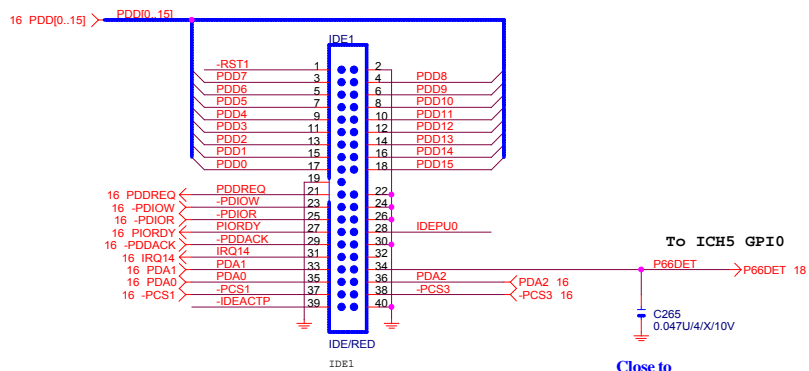 16 PDD[0..15] PDD[0..15]
IDE1
-RST1 1 2
PDD7 3 4 PDD8
PDD6 5 6 PDD9
PDD5 7 8 PDD10
PDD4 9 10 PDD11
PDD3 11 12 PDD12
PDD2 13 14 PDD13
PDD1 15 16 PDD14
PDD0 17 18 PDD15
19
16 PDDREQ PDDREQ 21 22
16 -PDIOW -PDIOW 23 24
16 -PDIOR -PDIOR 25 26
16 PIORDY PIORDY 27 28 IDEPU0
16 -PDDACK -PDDACK 29 30
16 IRQ14 IRQ14 31 32
16 PDA1 PDA1 33 34
16 PDA0 PDA0 35 36 PDA2 PDA2 16
16 -PCS1 -PCS1 37 38 -PCS3 -PCS3 16
-IDEACTP 39 40
To ICH5 GPI0
P66DET P66DET 18
C265
0.047U/4/X/10V
IDE/RED
IDE1
Close to